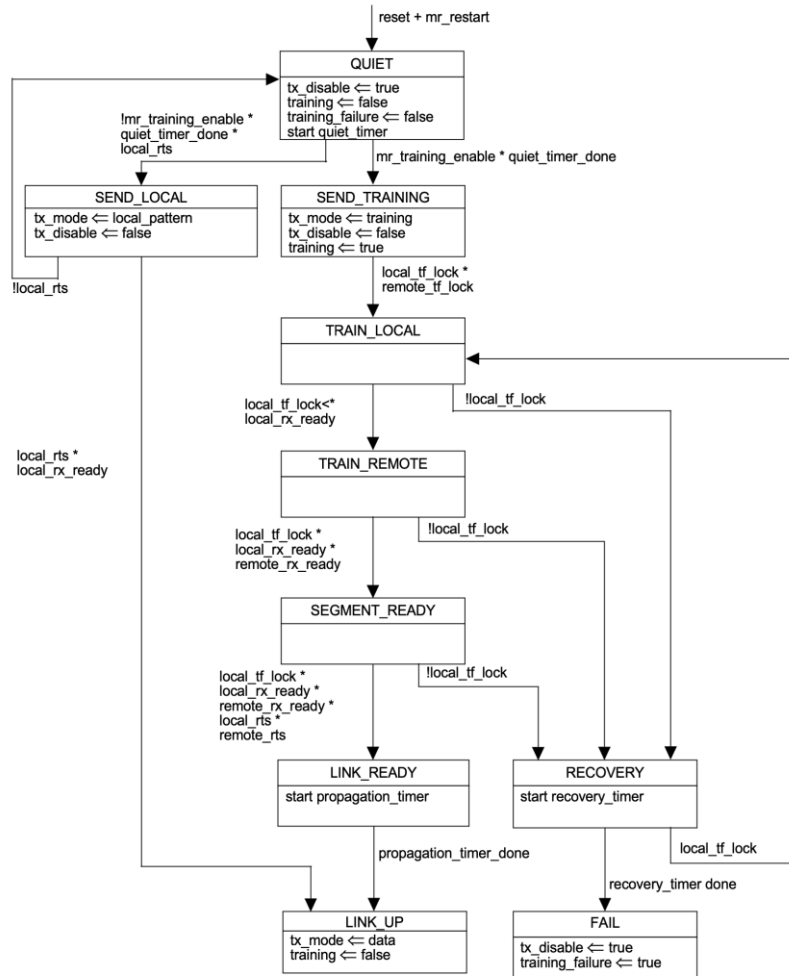 reset + mr_restart
QUIET
tx_disable ⇐ true
training ⇐ false
training_failure ⇐ false
start quiet_timer
!mr_training_enable *
quiet_timer_done *
local_rts
mr_training_enable * quiet_timer_done
SEND_LOCAL
tx_mode ⇐ local_pattern
tx_disable ⇐ false
SEND_TRAINING
tx_mode ⇐ training
tx_disable ⇐ false
training ⇐ true
!local_rts
local_tf_lock *
remote_tf_lock
TRAIN_LOCAL
local_tf_lock<*
local_rx_ready
!local_tf_lock
local_rts *
local_rx_ready
TRAIN_REMOTE
local_tf_lock *
local_rx_ready *
remote_rx_ready
!local_tf_lock
SEGMENT_READY
local_tf_lock *
local_rx_ready *
remote_rx_ready *
local_rts *
remote_rts
!local_tf_lock
LINK_READY
start propagation_timer
RECOVERY
start recovery_timer
propagation_timer_done
local_tf_lock
recovery_timer done
LINK_UP
tx_mode ⇐ data
training ⇐ false
FAIL
tx_disable ⇐ true
training_failure ⇐ true